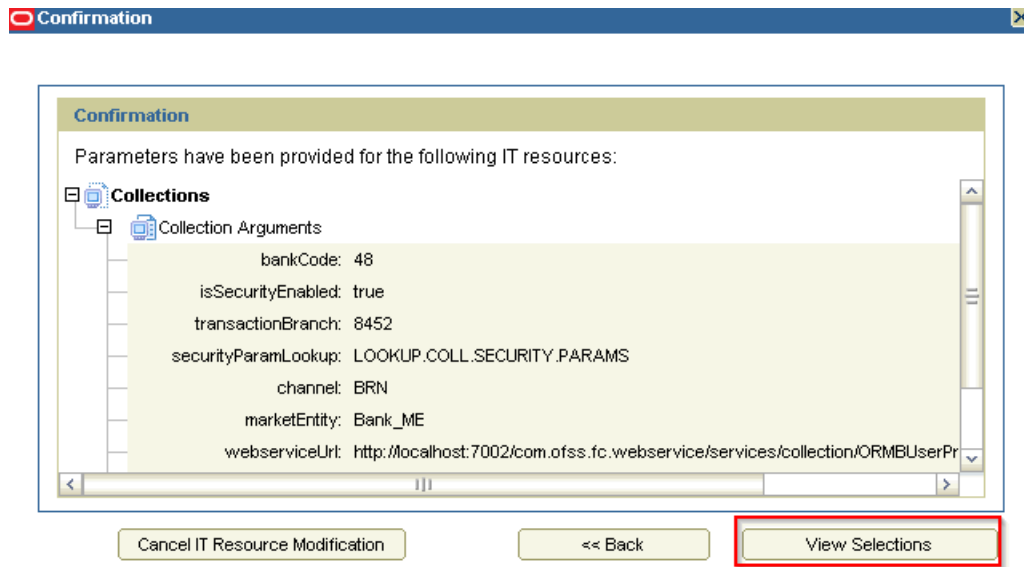 Confirmation
Confirmation
Parameters have been provided for the following IT resources:
Collections
Collection Arguments
bankCode: 48
isSecurityEnabled: true
transactionBranch: 8452
securityParamLookup: LOOKUP.COLL.SECURITY.PARAMS
channel: BRN
marketEntity: Bank_ME
webserviceUrl: http://localhost:7002/com.ofss.fc.webservice/services/collection/ORMBUserPr
Cancel IT Resource Modification << Back View Selections